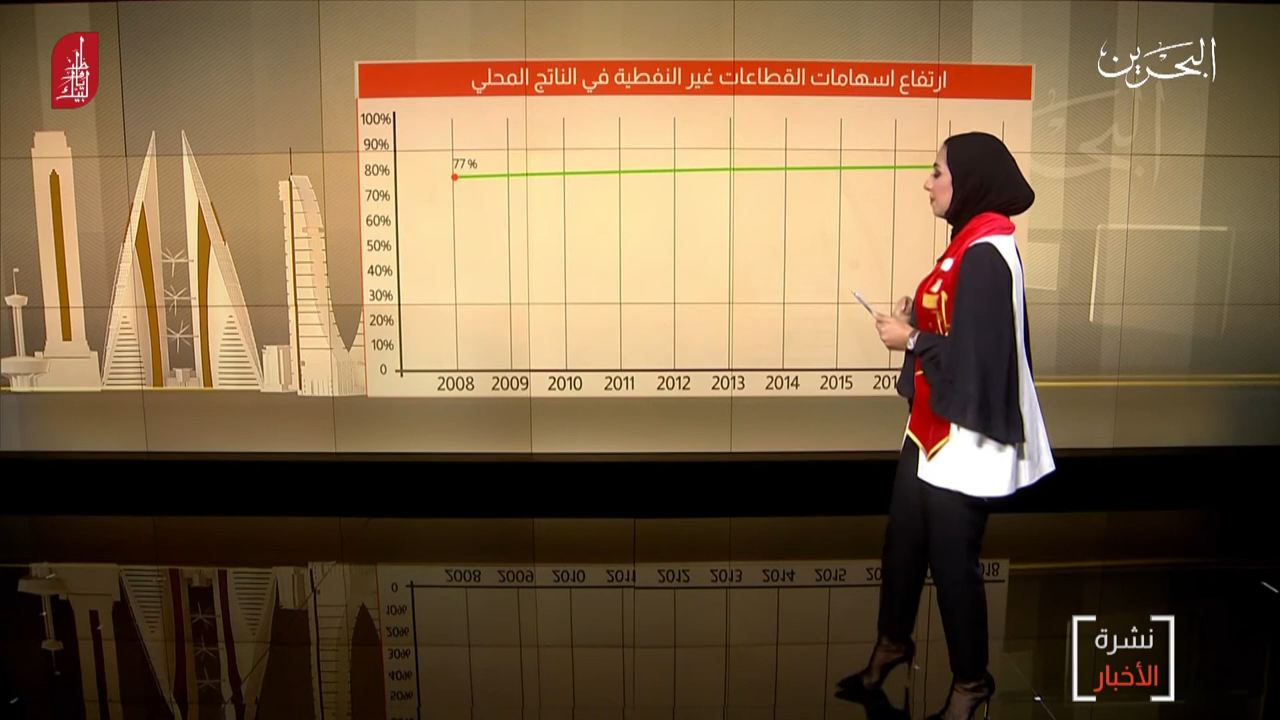 البحرين
ارتفاع اسهامات القطاعات غير النفطية في الناتج المحلي
100%
90%
80%
70%
60%
50%
40%
30%
20%
10%
0
77 %
2008 2009 2010 2011 2012 2013 2014 2015
نشرة
الأخبار